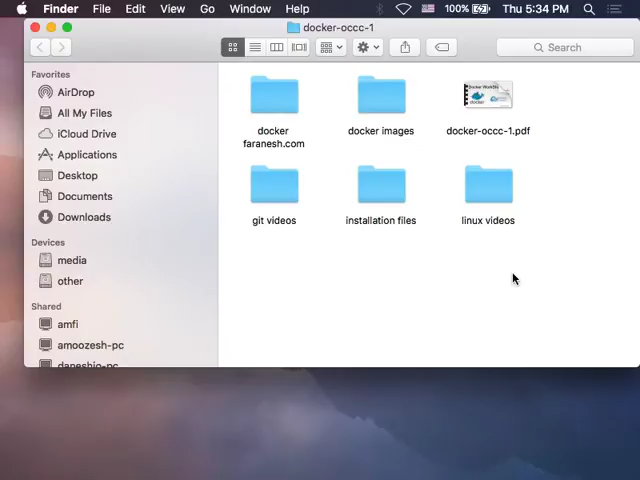 Finder File Edit View Go Window Help 100% Thu 5:34 PM
docker-occc-1
Search
Favorites
AirDrop
All My Files
iCloud Drive
Applications
Desktop
Documents
Downloads
Devices
media
other
Shared
amfi
amoozesh-pc
daneshjo-pc
docker
faranesh.com
docker images
docker-occc-1.pdf
git videos
installation files
linux videos